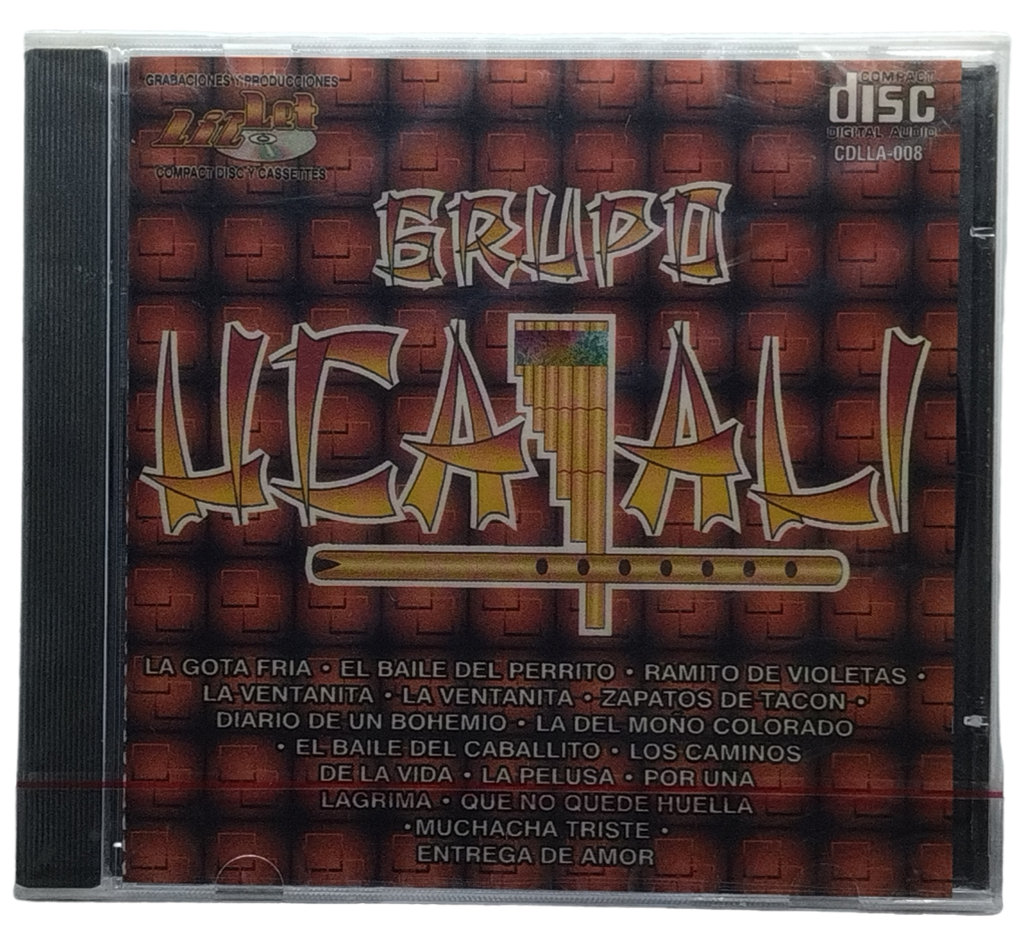 GRABACIONES Y PRODUCCIONES
LiL Let
COMPACT DISC Y CASSETTES
COMPACT
disc
DIGITAL AUDIO
CDLLA-008
GRUPO
UCAYALI
LA GOTA FRIA • EL BAILE DEL PERRITO • RAMITO DE VIOLETAS •
LA VENTANITA • LA VENTANITA • ZAPATOS DE TACON •
DIARIO DE UN BOHEMIO • LA DEL MOÑO COLORADO
• EL BAILE DEL CABALLITO • LOS CAMINOS
DE LA VIDA • LA PELUSA • POR UNA
LAGRIMA • QUE NO QUEDE HUELLA
•MUCHACHA TRISTE •
ENTREGA DE AMOR